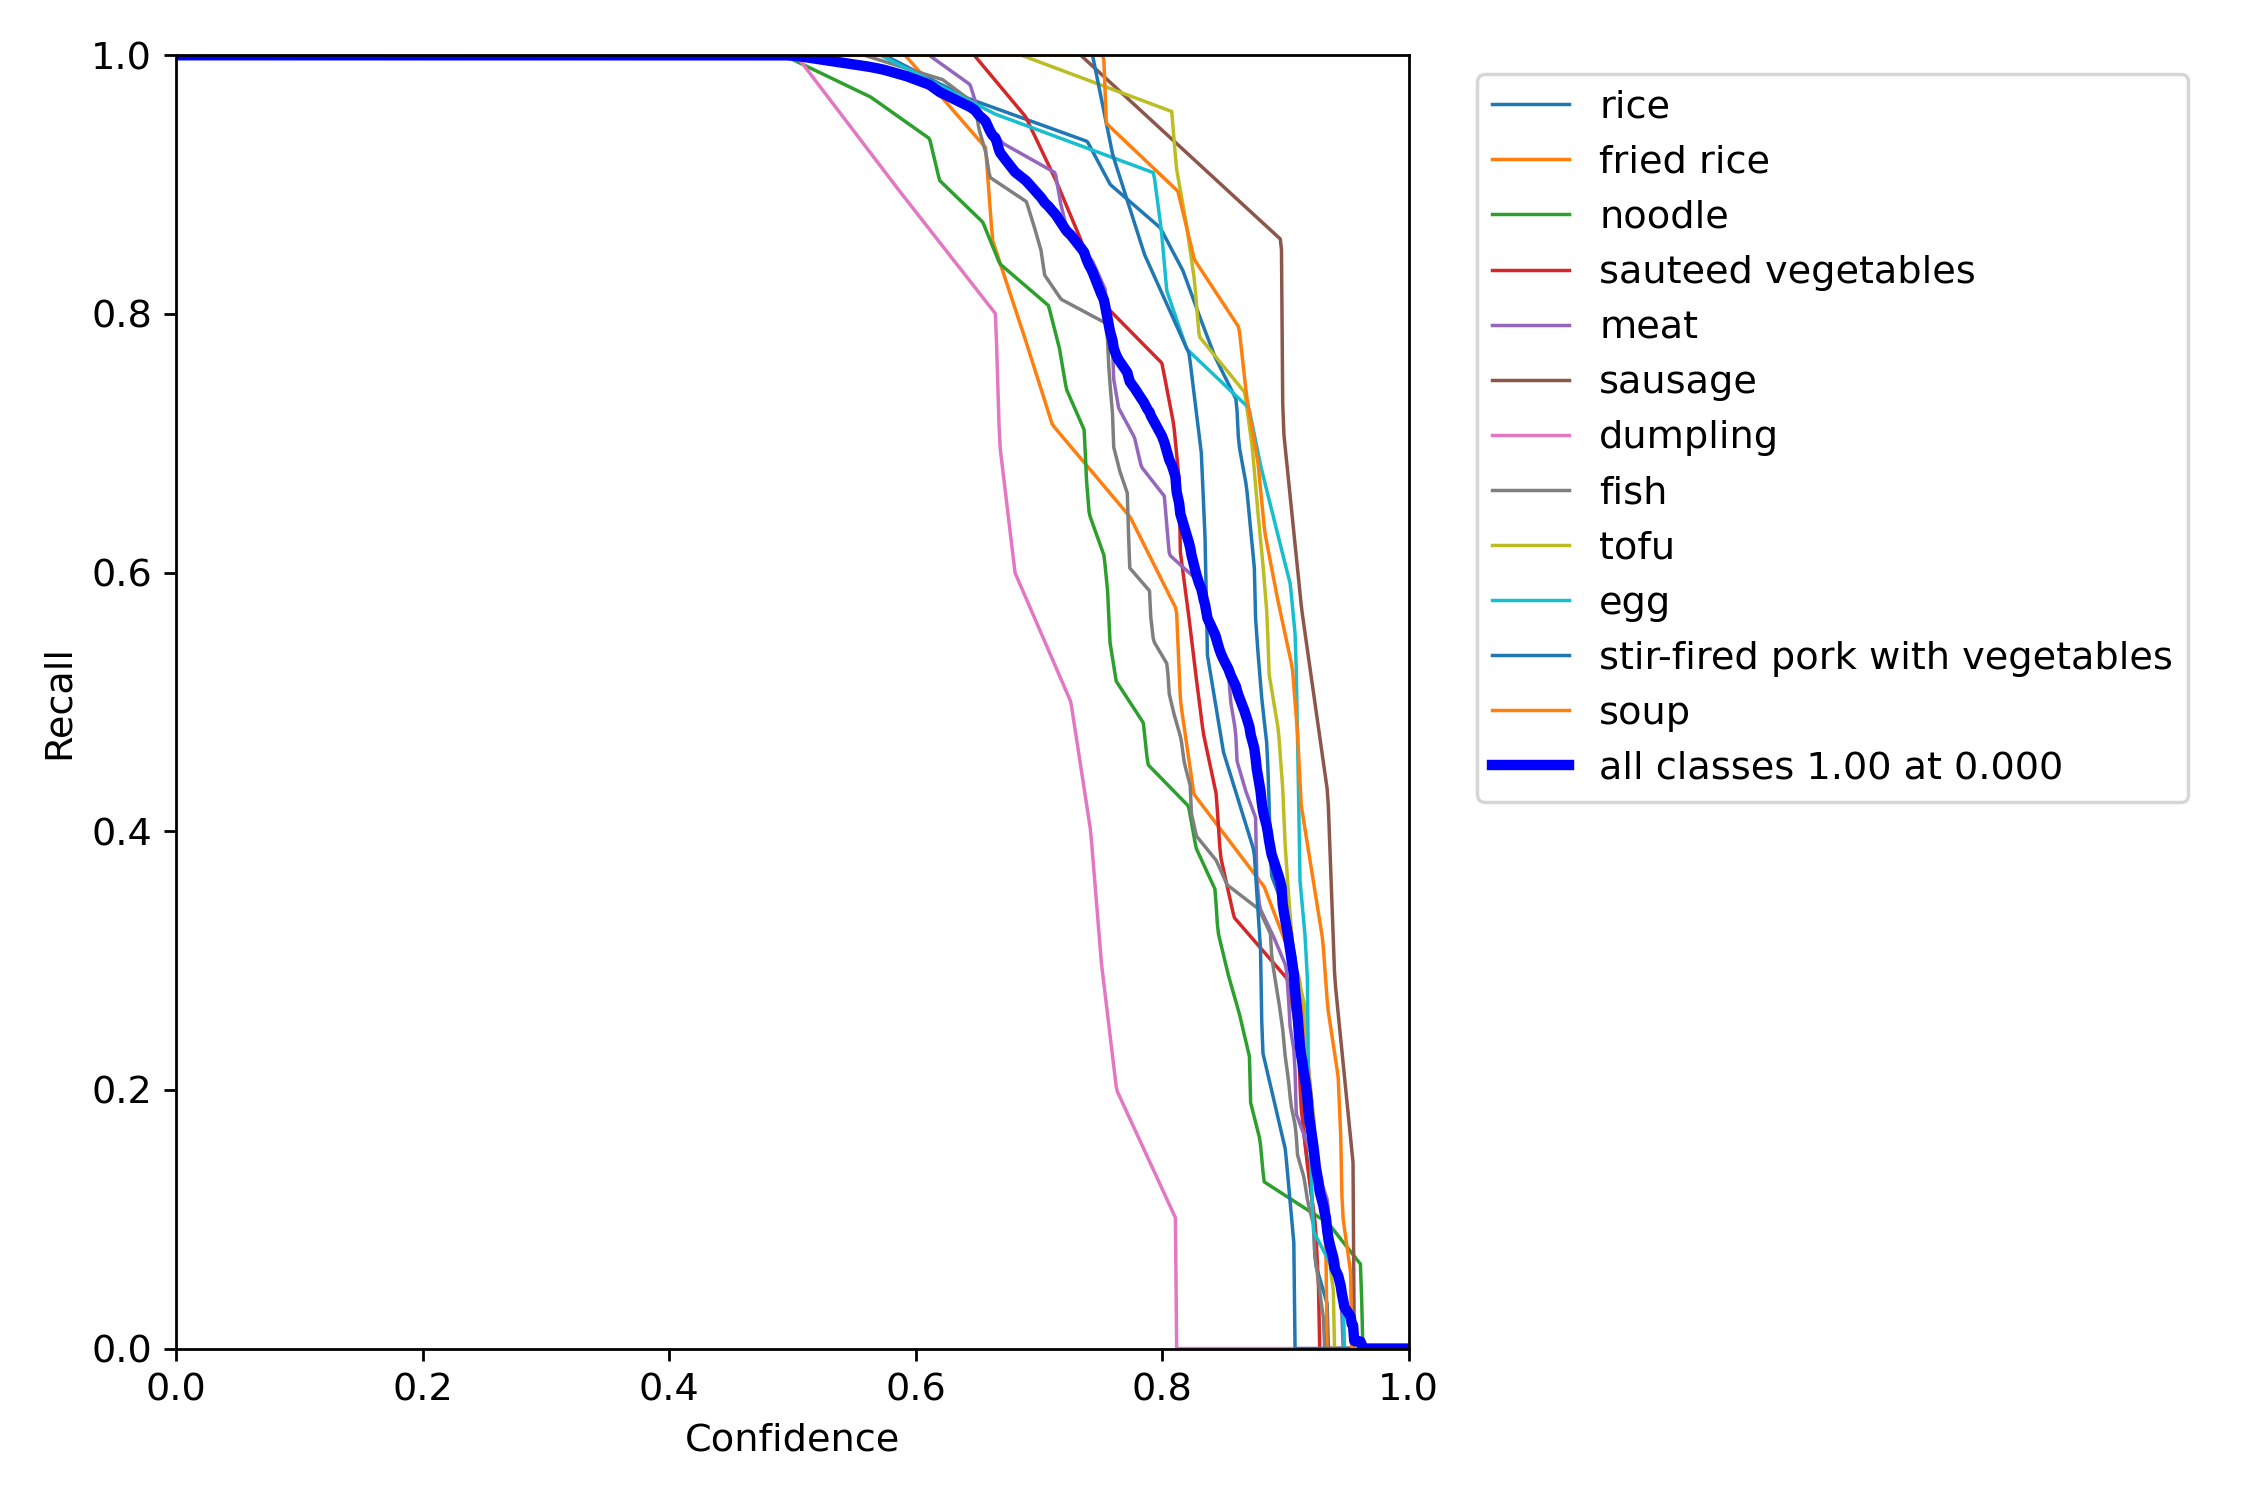 1.0
0.8
0.6
0.4
0.2
0.0
0.0 0.2 0.4 0.6 0.8 1.0
Recall
Confidence
rice
fried rice
noodle
sauteed vegetables
meat
sausage
dumpling
fish
tofu
egg
stir-fired pork with vegetables
soup
all classes 1.00 at 0.000